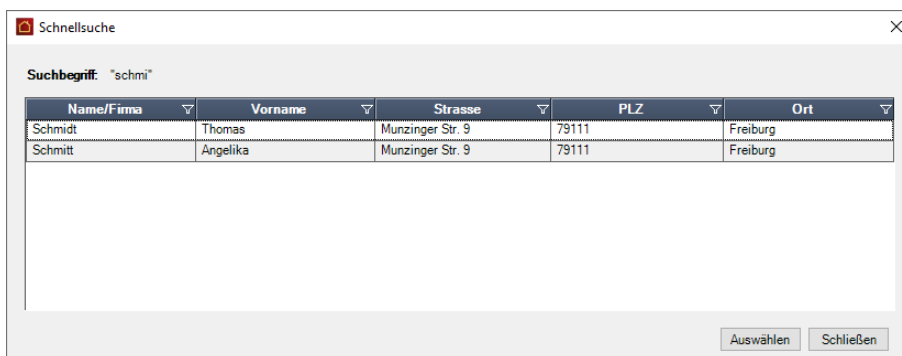 Schnellsuche
Suchbegriff: "schmi"
Name/Firma Vorname Strasse PLZ Ort
Schmidt Thomas Munzinger Str. 9 79111 Freiburg
Schmitt Angelika Munzinger Str. 9 79111 Freiburg
Auswählen Schließen